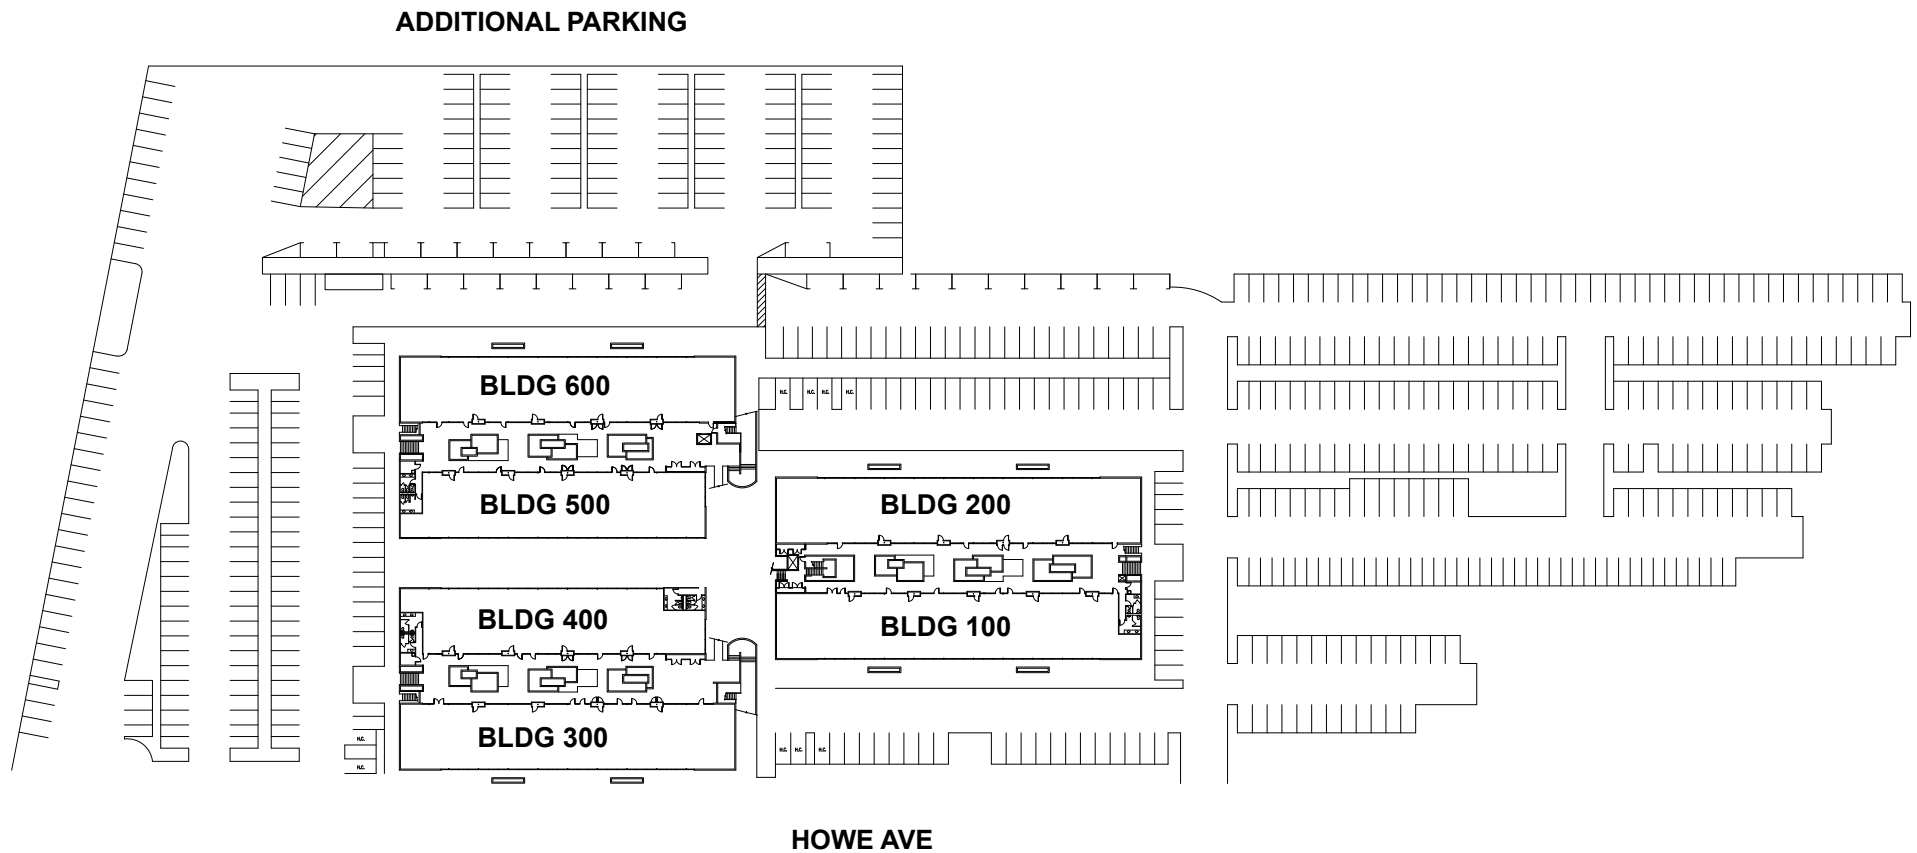 ADDITIONAL PARKING
BLDG 600
H.C. H.C. H.C. H.C.
BLDG 500
BLDG 200
BLDG 400
BLDG 100
BLDG 300
H.C.
H.C.
H.C. H.C. H.C.
HOWE AVE